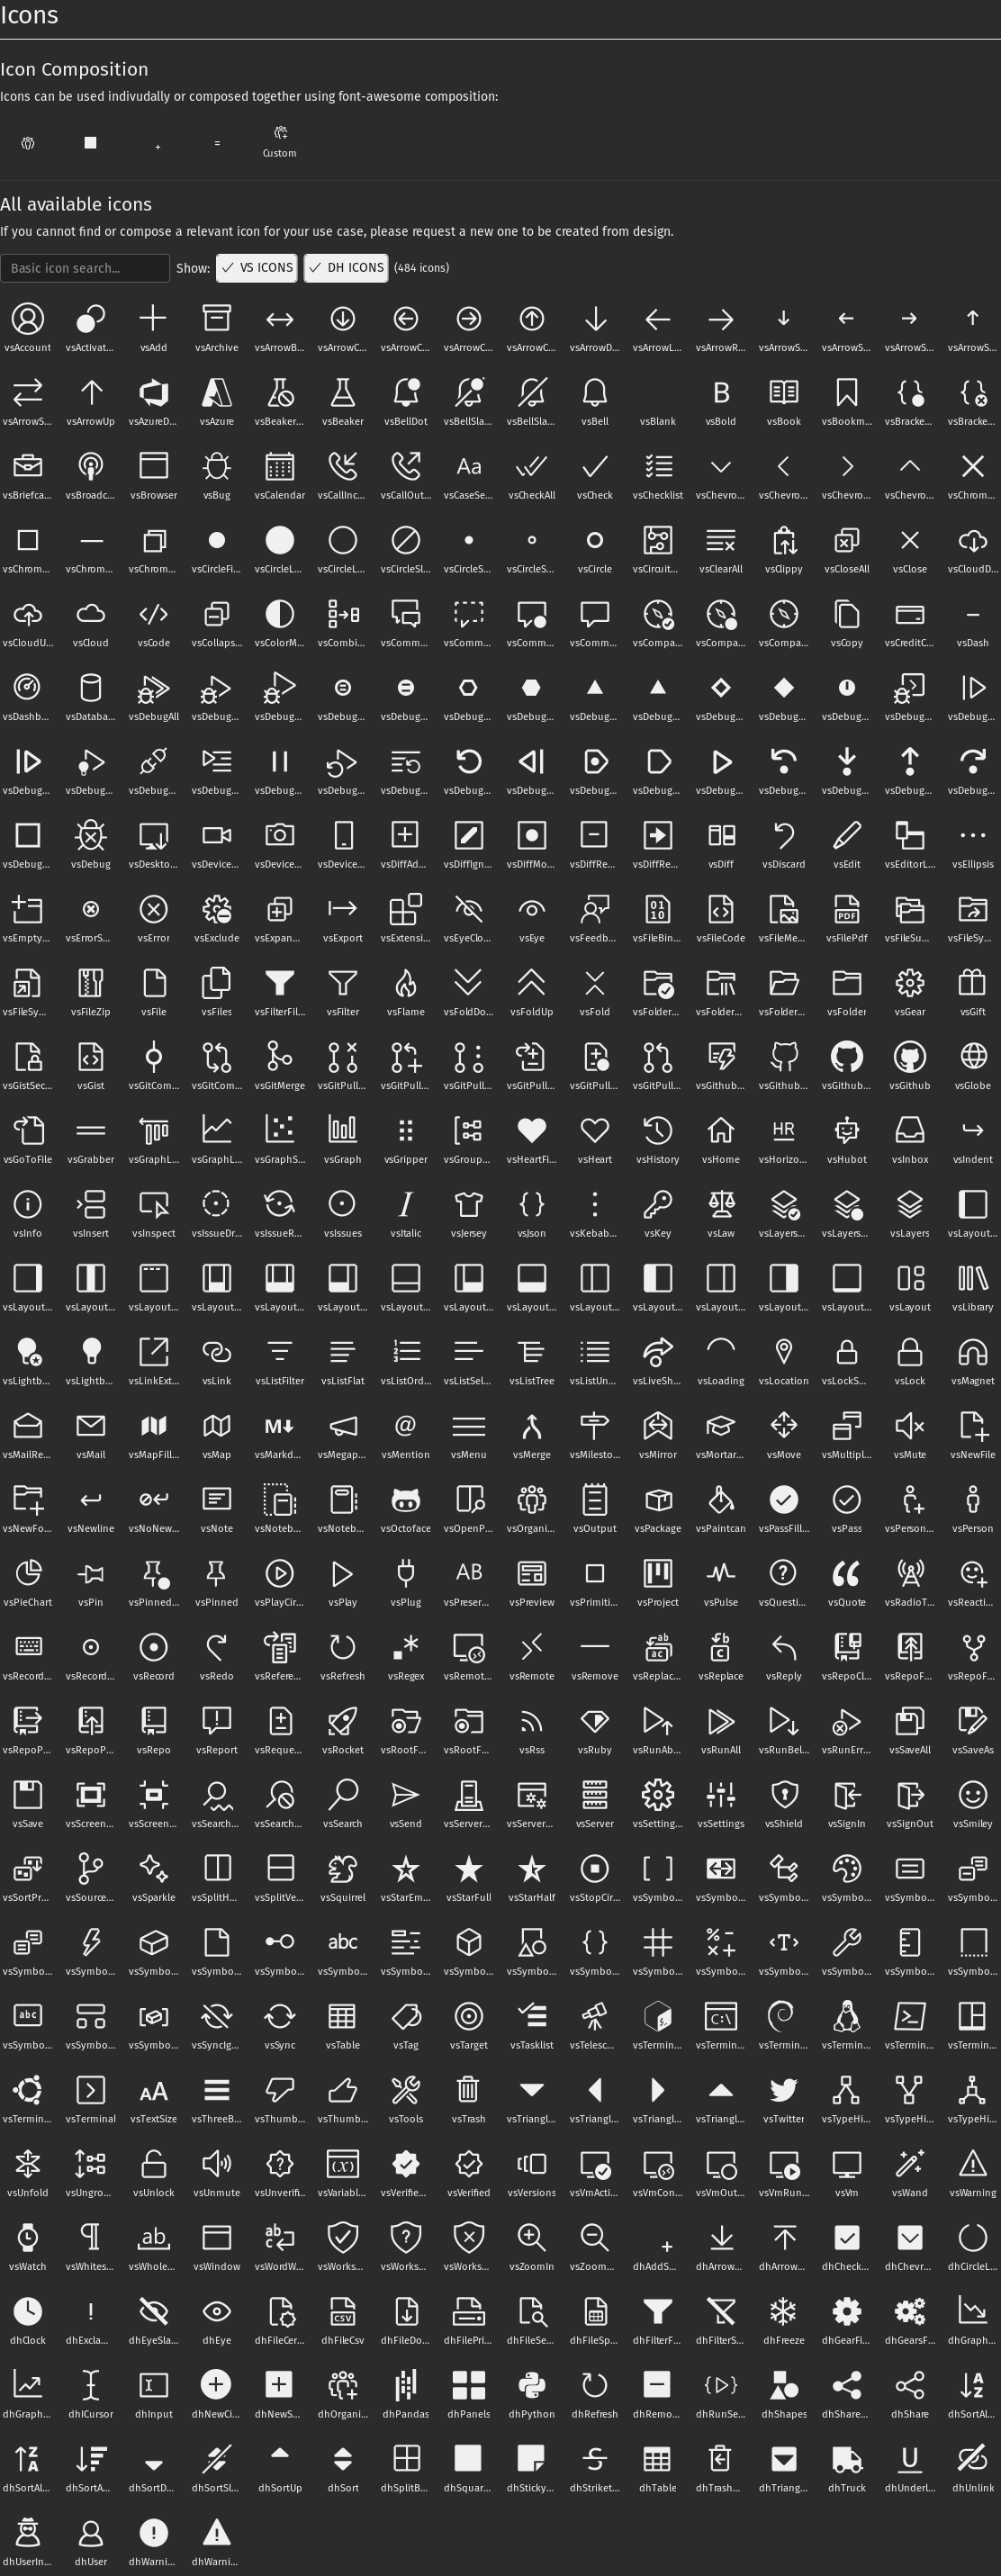 Icons
Icon Composition
Icons can be used indivudally or composed together using font-awesome composition:
+ =
Custom
All available icons
If you cannot find or compose a relevant icon for your use case, please request a new one to be created from design.
Basic icon search... Show: VS ICONS DH ICONS (484 icons)
vsAccount vsActivat... vsAdd vsArchive vsArrowB... vsArrowC... vsArrowC... vsArrowC... vsArrowC... vsArrowD... vsArrowL... vsArrowR... vsArrowS... vsArrowS... vsArrowS... vsArrowS...
vsArrowS... vsArrowUp vsAzureD... vsAzure vsBeaker... vsBeaker vsBellDot vsBellSla... vsBellSla... vsBell vsBlank vsBold vsBook vsBookm... vsBracke... vsBracke...
vsBriefca... vsBroadc... vsBrowser vsBug vsCalendar vsCallInc... vsCallOut... vsCaseSe... vsCheckAll vsCheck vsChecklist vsChevro... vsChevro... vsChevro... vsChevro... vsChrom...
vsChrom... vsChrom... vsChrom... vsCircleFi... vsCircleL... vsCircleL... vsCircleSl... vsCircleS... vsCircleS... vsCircle vsCircuit... vsClearAll vsClippy vsCloseAll vsClose vsCloudD...
vsCloudU... vsCloud vsCode vsCollaps... vsColorM... vsCombi... vsComm... vsComm... vsComm... vsComm... vsCompa... vsCompa... vsCompa... vsCopy vsCreditC... vsDash
vsDashb... vsDataba... vsDebugAll vsDebug... vsDebug... vsDebug... vsDebug... vsDebug... vsDebug... vsDebug... vsDebug... vsDebug... vsDebug... vsDebug... vsDebug... vsDebug...
vsDebug... vsDebug... vsDebug... vsDebug... vsDebug... vsDebug... vsDebug... vsDebug... vsDebug... vsDebug... vsDebug... vsDebug... vsDebug... vsDebug... vsDebug... vsDebug...
vsDebug... vsDebug vsDeskto... vsDevice... vsDevice... vsDevice... vsDiffAd... vsDiffIgn... vsDiffMo... vsDiffRe... vsDiffRe... vsDiff vsDiscard vsEdit vsEditorL... vsEllipsis
vsEmpty... vsErrorS... vsError vsExclude vsExpan... vsExport vsExtensi... vsEyeClo... vsEye vsFeedb... vsFileBin... vsFileCode vsFileMe... vsFilePdf vsFileSu... vsFileSy...
vsFileSy... vsFileZip vsFile vsFiles vsFilterFil... vsFilter vsFlame vsFoldDo... vsFoldUp vsFold vsFolder... vsFolder... vsFolder... vsFolder vsGear vsGift
vsGistSec... vsGist vsGitCom... vsGitCom... vsGitMerge vsGitPull... vsGitPull... vsGitPull... vsGitPull... vsGitPull... vsGitPull... vsGithub... vsGithub... vsGithub... vsGithub vsGlobe
vsGoToFile vsGrabber vsGraphL... vsGraphL... vsGraphS... vsGraph vsGripper vsGroup... vsHeartFi... vsHeart vsHistory vsHome vsHorizo... vsHubot vsInbox vsIndent
vsInfo vsInsert vsInspect vsIssueDr... vsIssueR... vsIssues vsItalic vsJersey vsJson vsKebab... vsKey vsLaw vsLayers... vsLayers... vsLayers vsLayout...
vsLayout... vsLayout... vsLayout... vsLayout... vsLayout... vsLayout... vsLayout... vsLayout... vsLayout... vsLayout... vsLayout... vsLayout... vsLayout... vsLayout... vsLayout vsLibrary
vsLightb... vsLightb... vsLinkExt... vsLink vsListFilter vsListFlat vsListOrd... vsListSel... vsListTree vsListUn... vsLiveSh... vsLoading vsLocation vsLockS... vsLock vsMagnet
vsMailRe... vsMail vsMapFill... vsMap vsMarkd... vsMegap... vsMention vsMenu vsMerge vsMilesto... vsMirror vsMortar... vsMove vsMultipl... vsMute vsNewFile
vsNewFo... vsNewline vsNoNew... vsNote vsNoteb... vsNoteb... vsOctoface vsOpenP... vsOrgani... vsOutput vsPackage vsPaintcan vsPassFill... vsPass vsPerson... vsPerson
vsPieChart vsPin vsPinned... vsPinned vsPlayCir... vsPlay vsPlug vsPreser... vsPreview vsPrimiti... vsProject vsPulse vsQuesti... vsQuote vsRadioT... vsReacti...
vsRecord... vsRecord... vsRecord vsRedo vsRefere... vsRefresh vsRegex vsRemot... vsRemote vsRemove vsReplac... vsReplace vsReply vsRepoCl... vsRepoF... vsRepoF...
vsRepoP... vsRepoP... vsRepo vsReport vsReque... vsRocket vsRootF... vsRootF... vsRss vsRuby vsRunAb... vsRunAll vsRunBel... vsRunErr... vsSaveAll vsSaveAs
vsSave vsScreen... vsScreen... vsSearch... vsSearch... vsSearch vsSend vsServer... vsServer... vsServer vsSetting... vsSettings vsShield vsSignIn vsSignOut vsSmiley
vsSortPr... vsSource... vsSparkle vsSplitH... vsSplitVe... vsSquirrel vsStarEm... vsStarFull vsStarHalf vsStopCir... vsSymbo... vsSymbo... vsSymbo... vsSymbo... vsSymbo... vsSymbo...
vsSymbo... vsSymbo... vsSymbo... vsSymbo... vsSymbo... vsSymbo... vsSymbo... vsSymbo... vsSymbo... vsSymbo... vsSymbo... vsSymbo... vsSymbo... vsSymbo... vsSymbo... vsSymbo...
vsSymbo... vsSymbo... vsSymbo... vsSyncIg... vsSync vsTable vsTag vsTarget vsTasklist vsTelesc... vsTermin... vsTermin... vsTermin... vsTermin... vsTermin... vsTermin...
vsTermin... vsTerminal vsTextSize vsThreeB... vsThumb... vsThumb... vsTools vsTrash vsTriangl... vsTriangl... vsTriangl... vsTriangl... vsTwitter vsTypeHi... vsTypeHi... vsTypeHi...
vsUnfold vsUngro... vsUnlock vsUnmute vsUnverifi... vsVariabl... vsVerifie... vsVerified vsVersions vsVmActi... vsVmCon... vsVmOut... vsVmRun... vsVm vsWand vsWarning
vsWatch vsWhites... vsWhole... vsWindow vsWordW... vsWorks... vsWorks... vsWorks... vsZoomIn vsZoom... dhAddS... dhArrow... dhArrow... dhCheck... dhChevr... dhCircleL...
dhClock dhExcla... dhEyeSla... dhEye dhFileCer... dhFileCsv dhFileDo... dhFilePri... dhFileSe... dhFileSp... dhFilterF... dhFilterS... dhFreeze dhGearFi... dhGearsF... dhGraph...
dhGraph... dhICursor dhInput dhNewCi... dhNewS... dhOrgani... dhPandas dhPanels dhPython dhRefresh dhRemo... dhRunSe... dhShapes dhShare... dhShare dhSortAl...
dhSortAl... dhSortA... dhSortD... dhSortSl... dhSortUp dhSort dhSplitB... dhSquar... dhSticky... dhStriket... dhTable dhTrash... dhTriang... dhTruck dhUnderl... dhUnlink
dhUserIn... dhUser dhWarni... dhWarni...